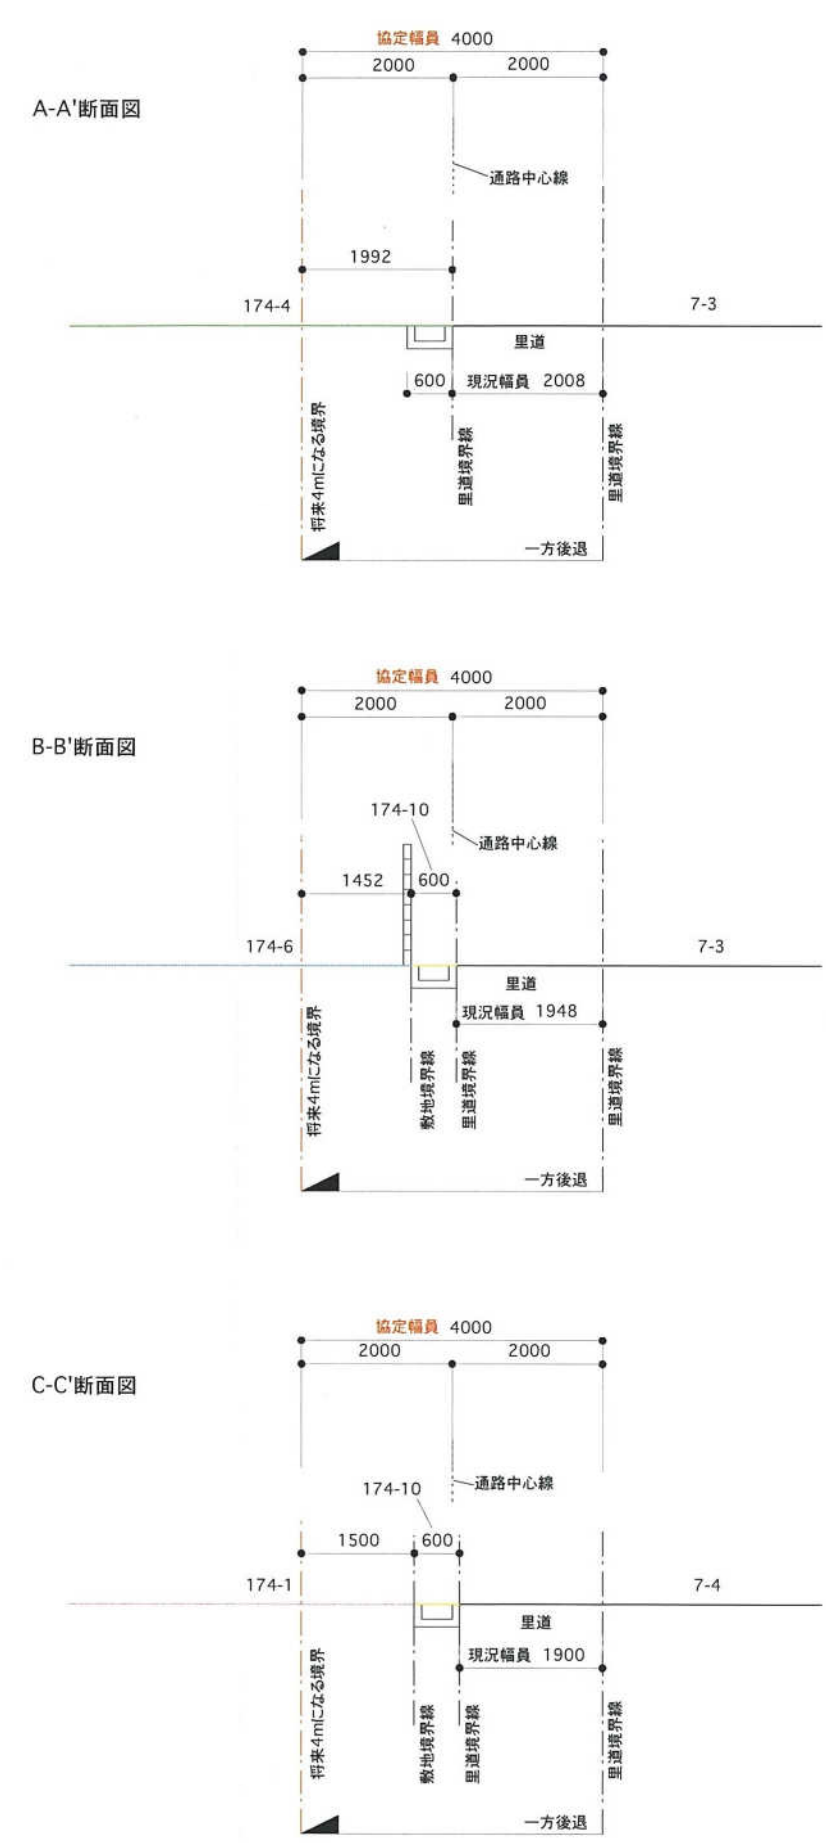 協定幅員 4000
2000 2000
A-A'断面図
通路中心線
1992
174-4 7-3
里道
600 現況幅員 2008
将来4mになる境界
里道境界線
里道境界線
一方後退
協定幅員 4000
2000 2000
B-B'断面図
174-10
通路中心線
1452 600
174-6 7-3
里道
現況幅員 1948
将来4mになる境界
敷地境界線
里道境界線
里道境界線
一方後退
協定幅員 4000
2000 2000
C-C'断面図
通路中心線
174-10
1500 600
174-1 7-4
里道
現況幅員 1900
将来4mになる境界
敷地境界線
里道境界線
里道境界線
一方後退